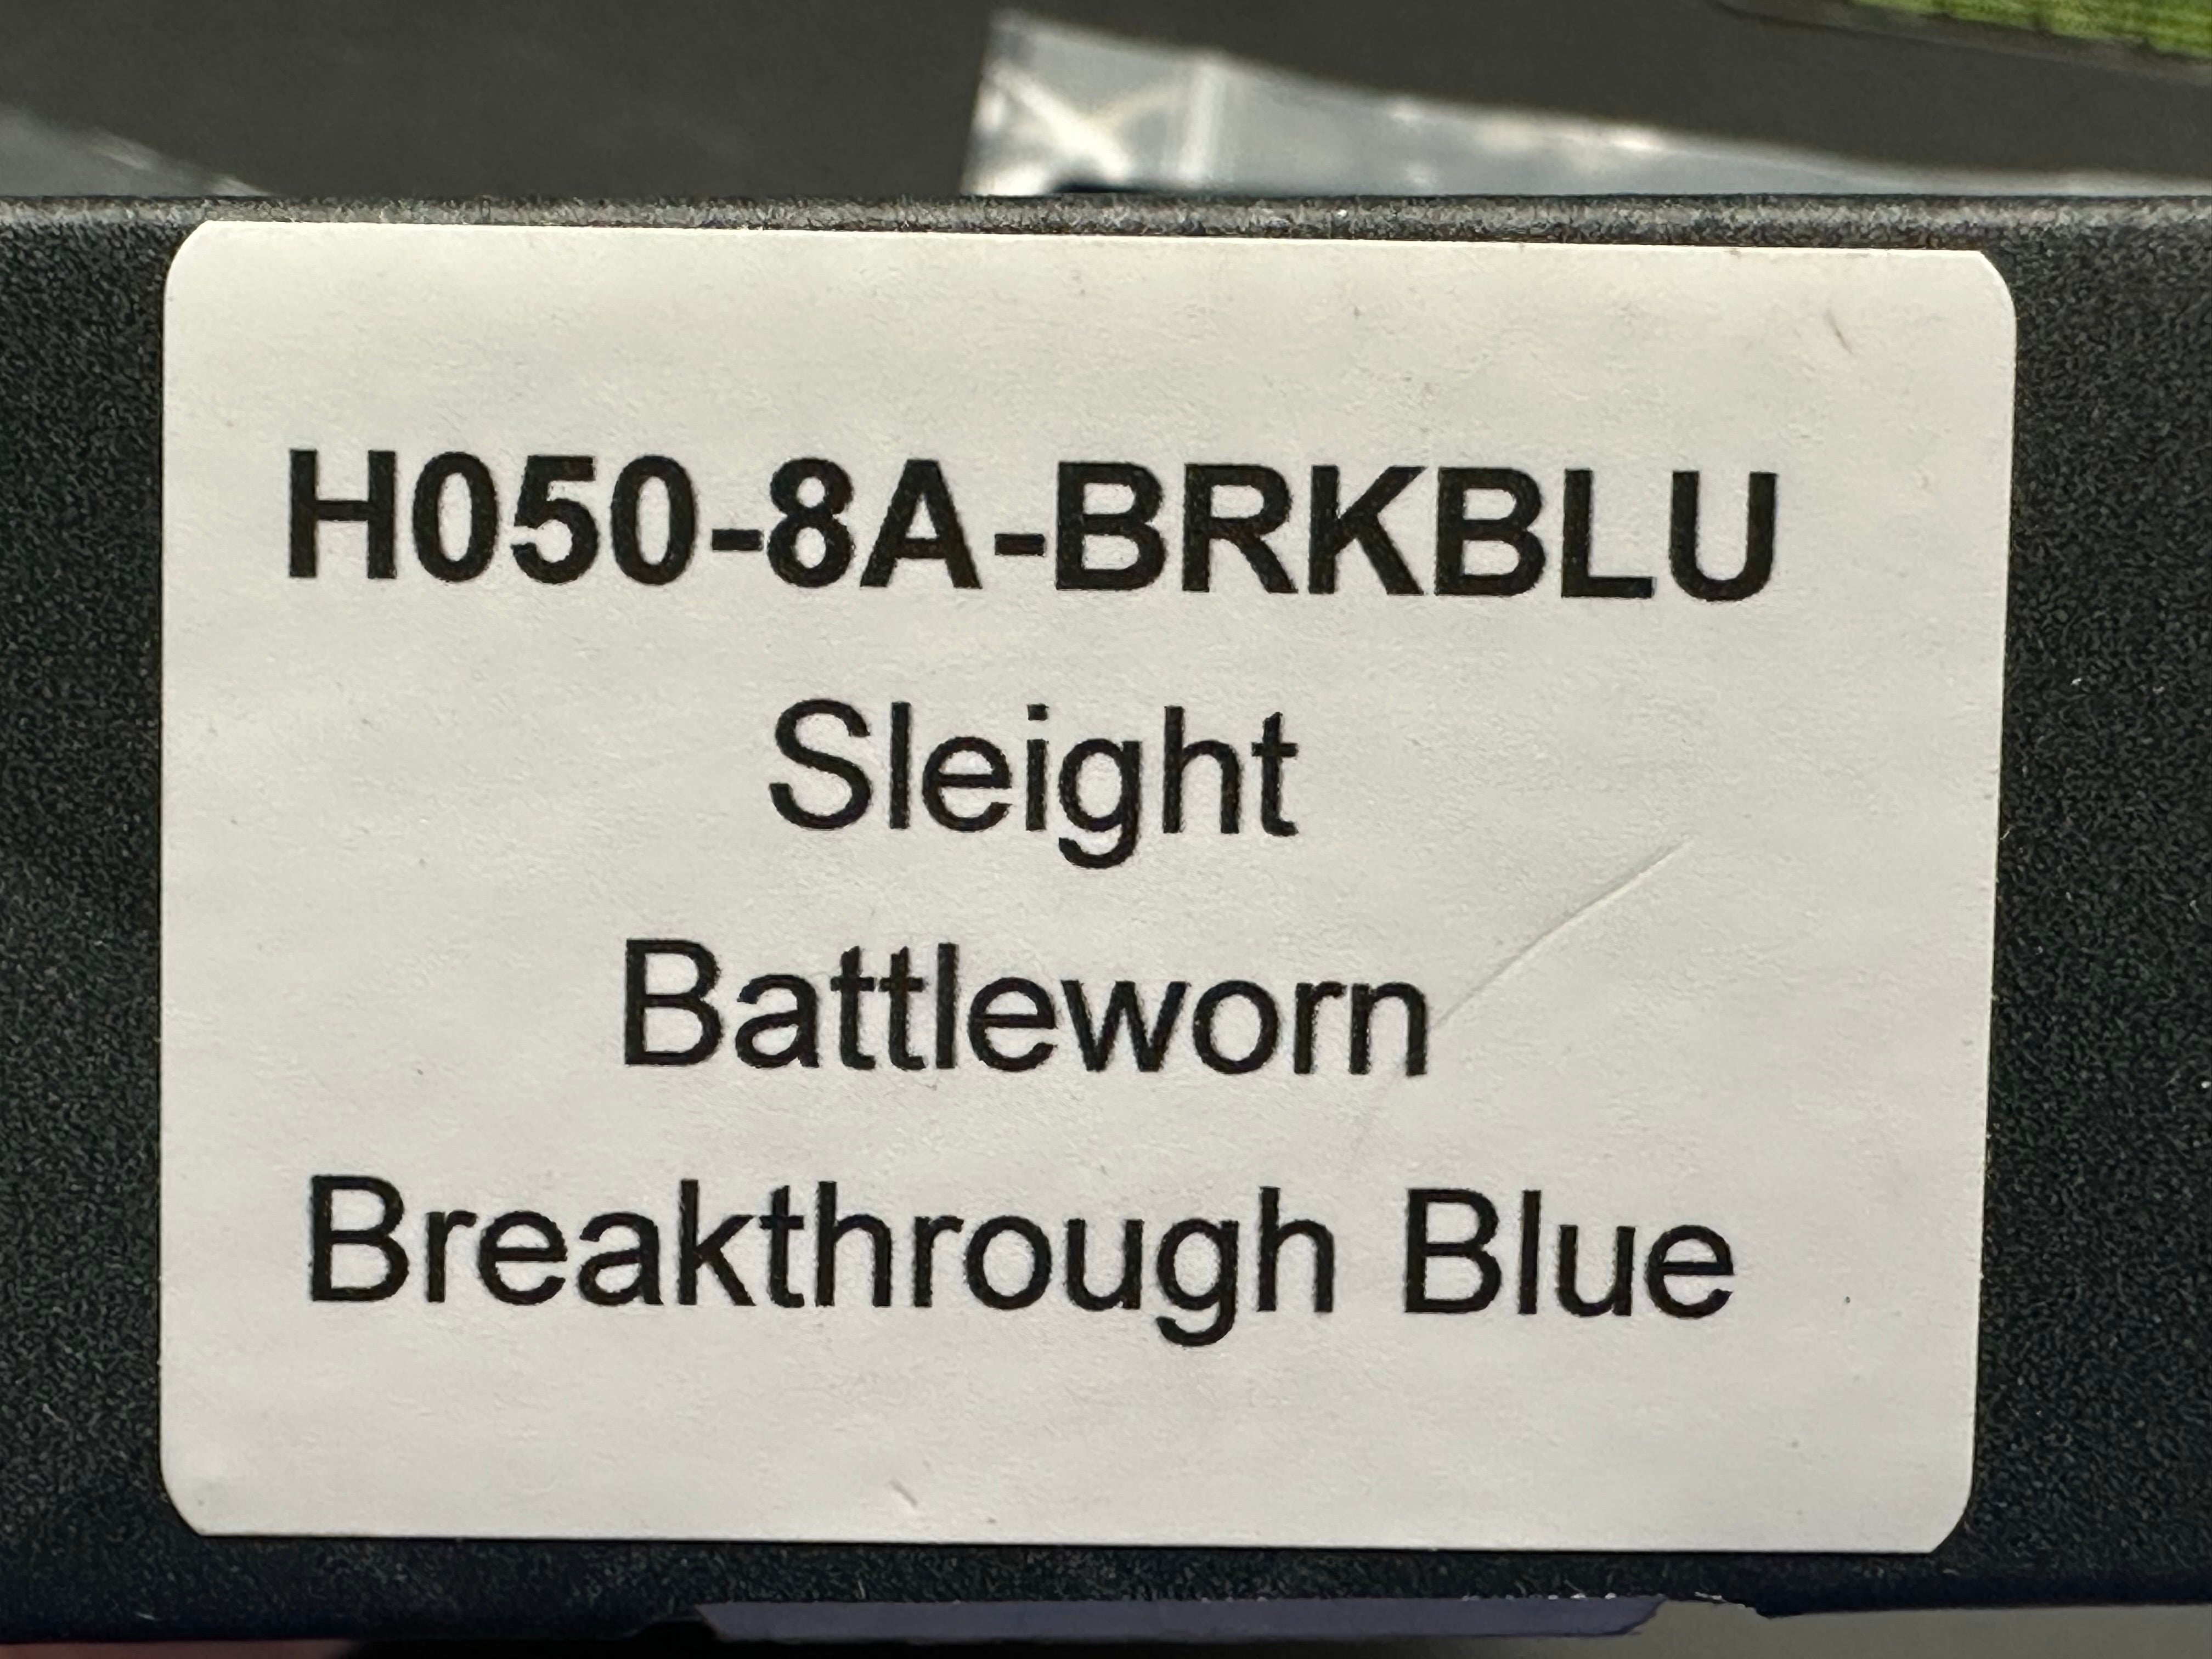 H050-8A-BRKBLU
Sleight
Battleworn
Breakthrough Blue